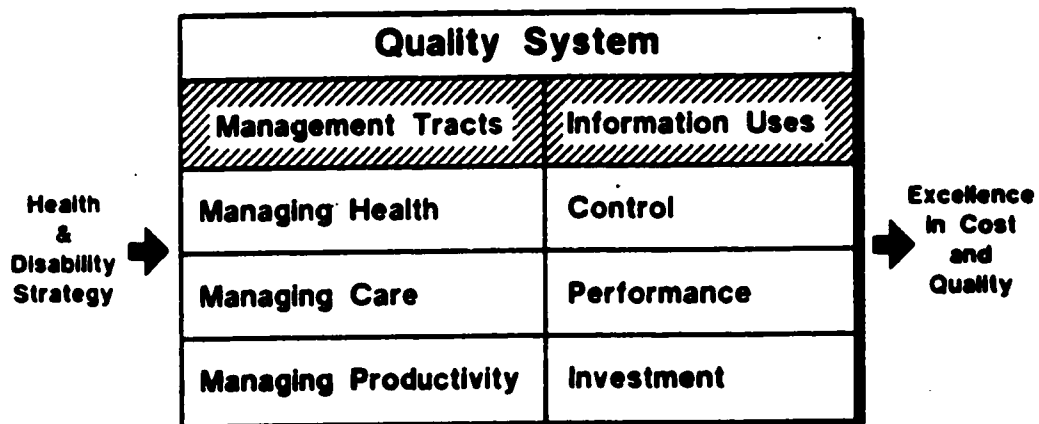 Quality System
Management Tracts
Information Uses
Health
&
Disability
Strategy
Managing Health
Control
Managing Care
Performance
Managing Productivity
Investment
Excellence
in Cost
and
Quality